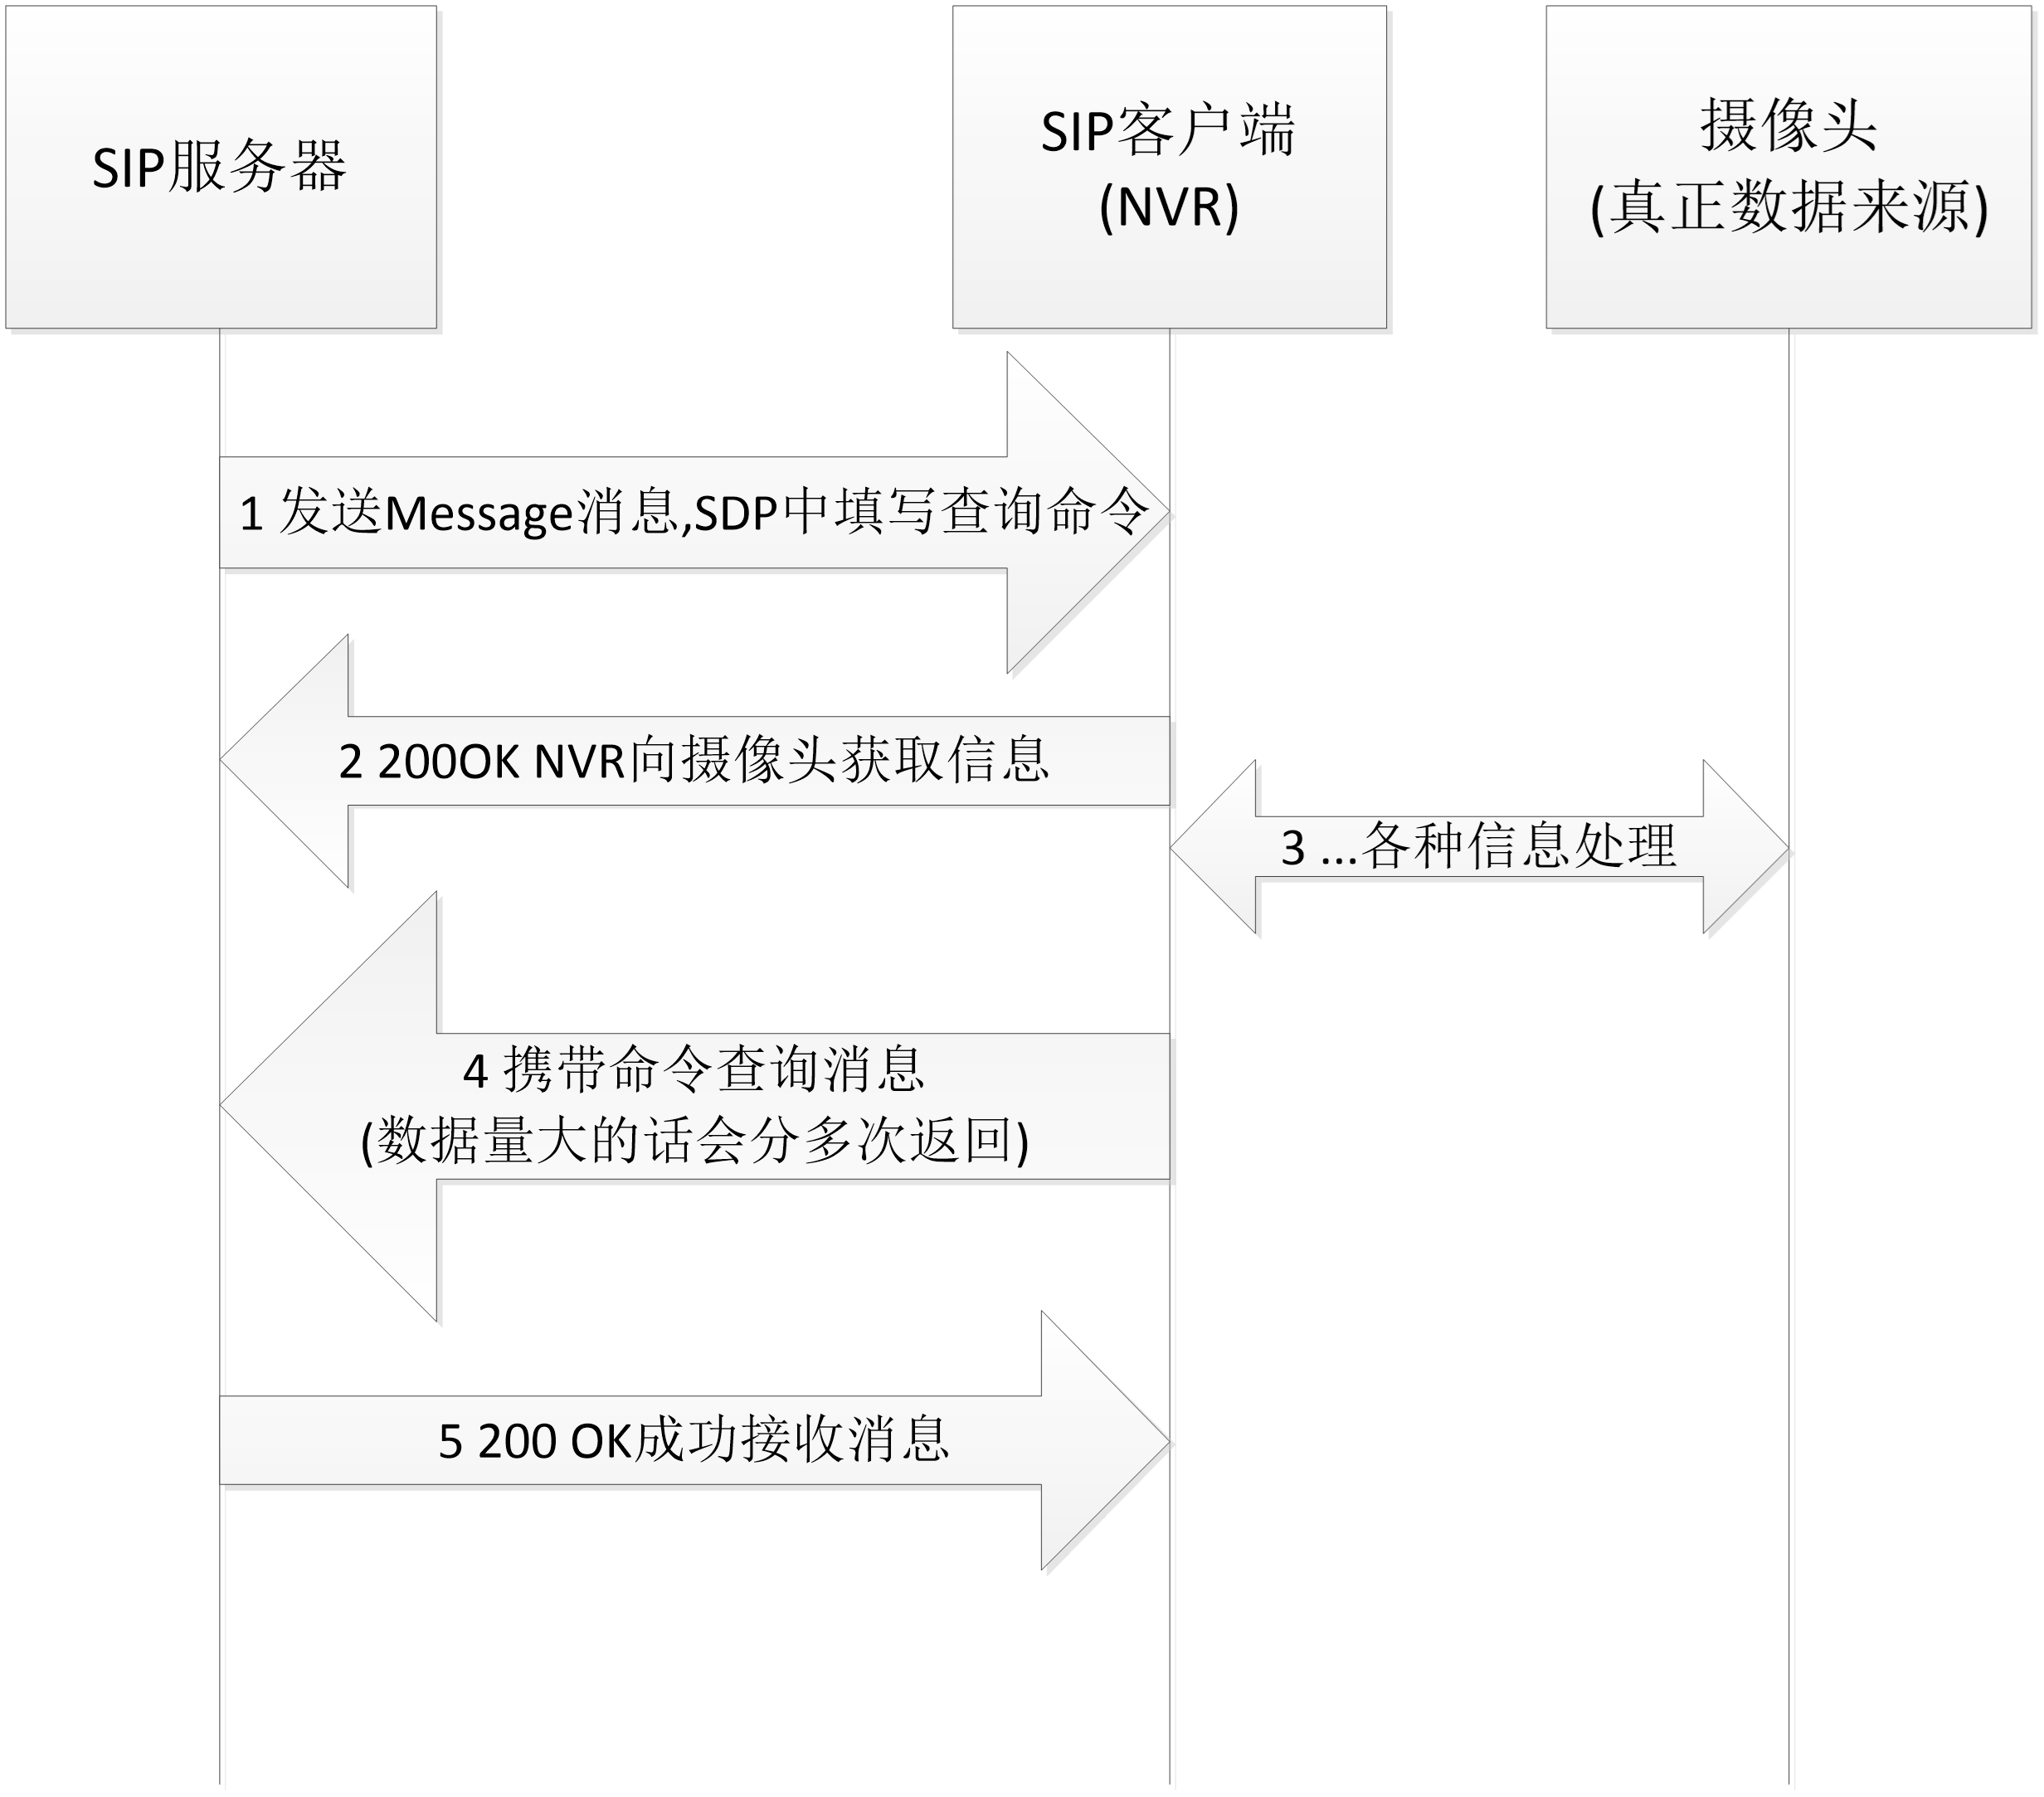 SIP服务器
SIP客户端
(NVR)
摄像头
(真正数据来源)
1 发送Message消息,SDP中填写查询命令
2 200OK NVR向摄像头获取信息
3 ...各种信息处理
4 携带命令查询消息
(数据量大的话会分多次返回)
5 200 OK成功接收消息